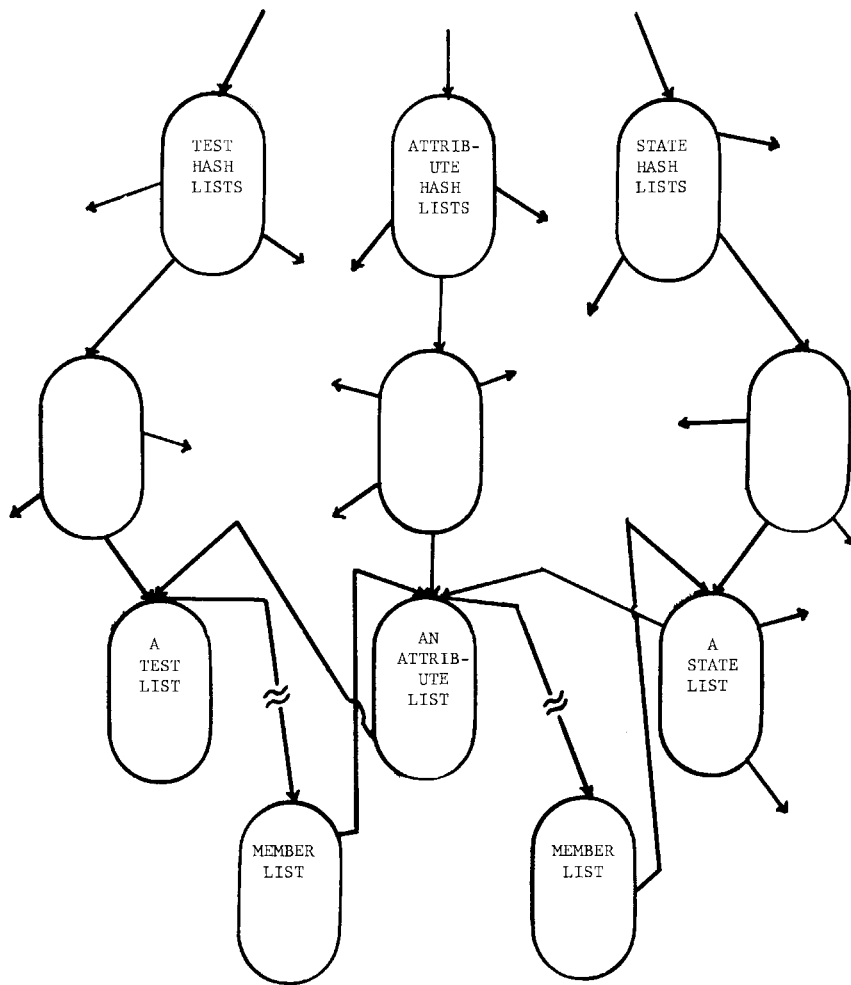 TEST
HASH
LISTS
ATTRIB-
UTE
HASH
LISTS
STATE
HASH
LISTS
A
TEST
LIST
AN
ATTRIB-
UTE
LIST
A
STATE
LIST
MEMBER
LIST
MEMBER
LIST